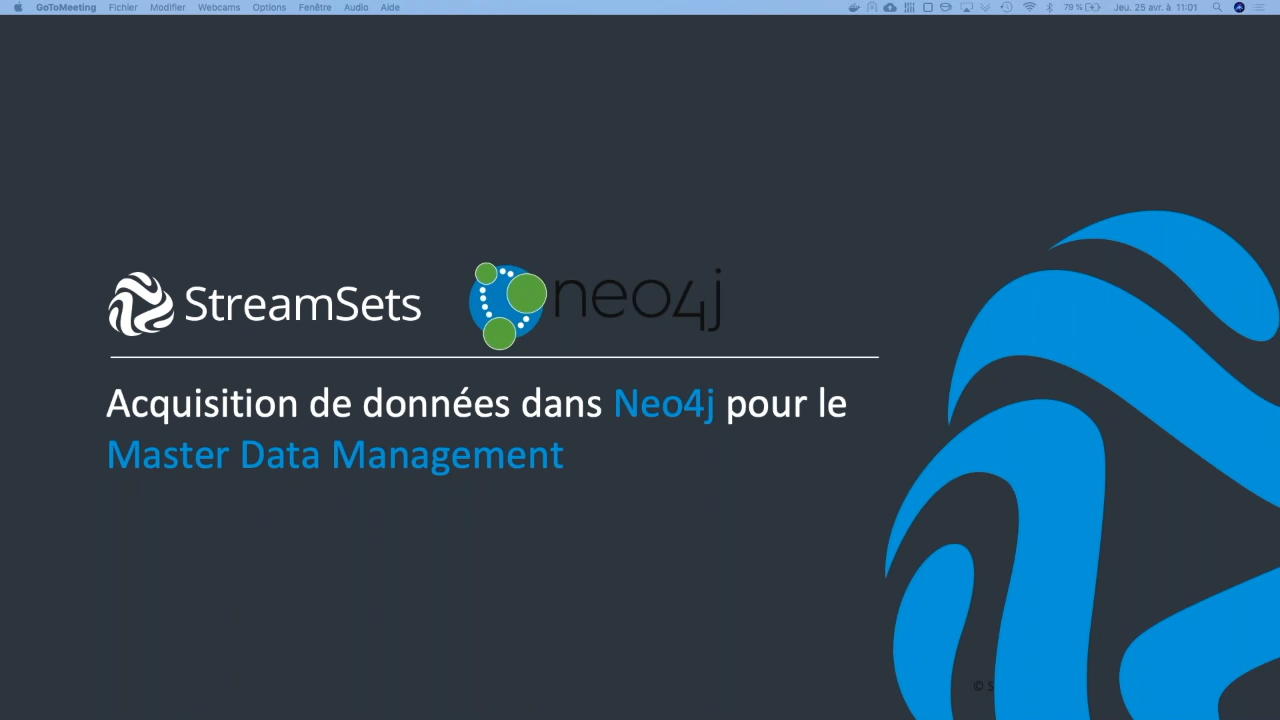 GoToMeeting Fichier Modifier Webcams Options Fenêtre Audio Aide 79 % Jeu. 25 avr. à 11:01
StreamSets neo4j
Acquisition de données dans Neo4j pour le
Master Data Management
© S